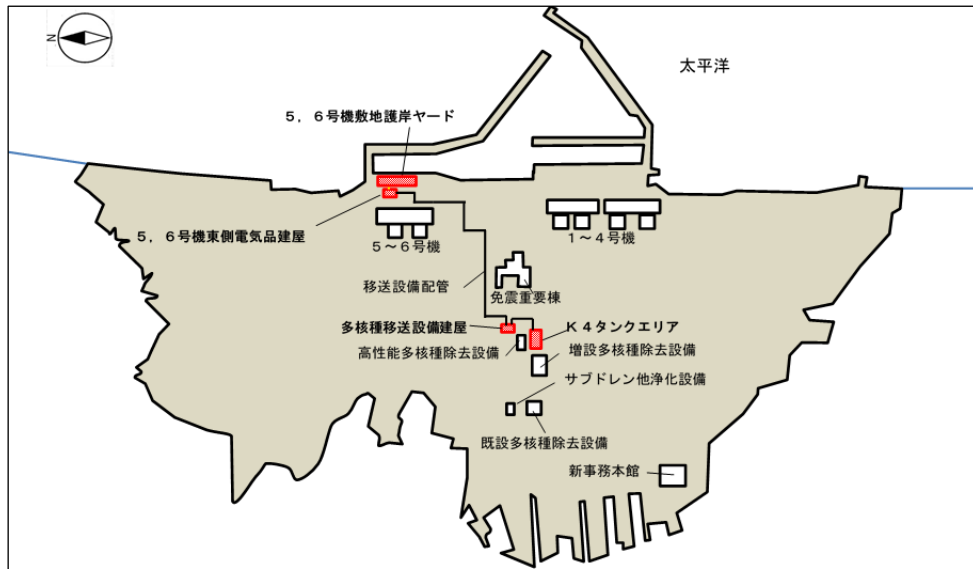 N
太平洋
５，６号機敷地護岸ヤード
５，６号機東側電気品建屋
５～６号機
１～４号機
移送設備配管
免震重要棟
多核種移送設備建屋
Ｋ４タンクエリア
高性能多核種除去設備
増設多核種除去設備
サブドレン他浄化設備
既設多核種除去設備
新事務本館